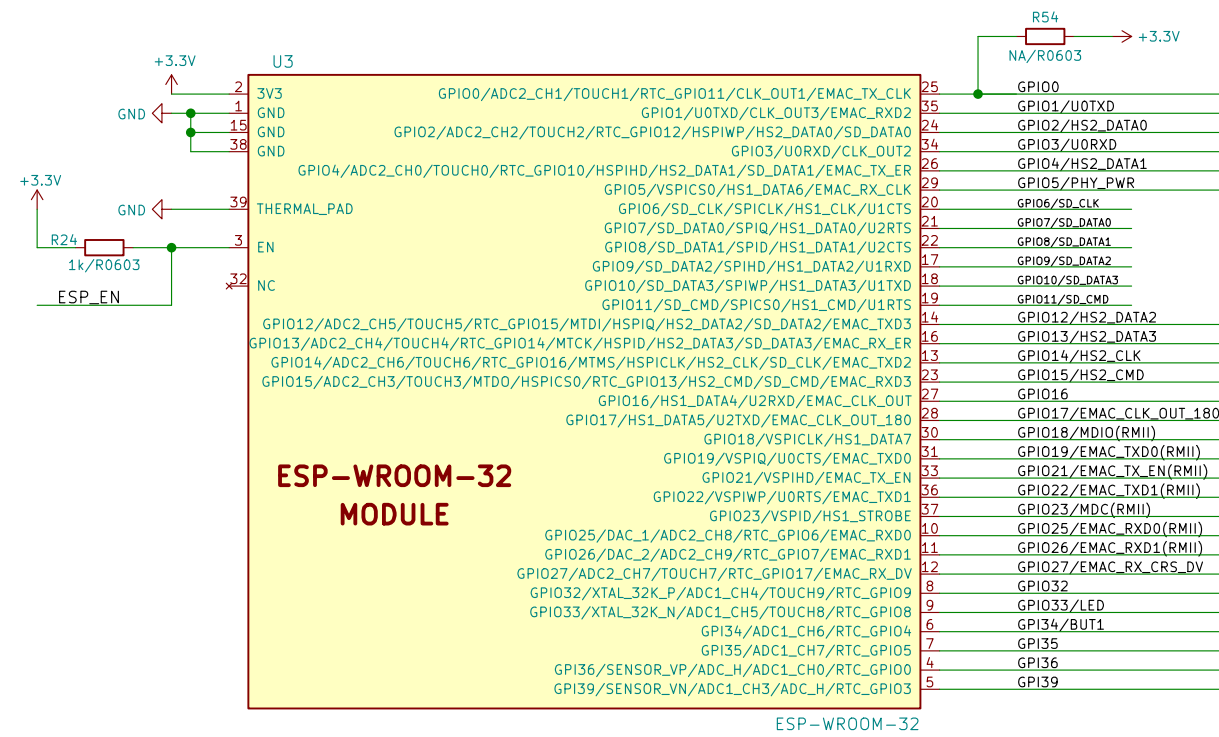 R54
+3.3V
NA/R0603
+3.3V
U3
2 3V3
1 GND
GND
15 GND
38 GND
39 THERMAL_PAD
GND
+3.3V
R24
1k/R0603
3 EN
ESP_EN
32 NC
ESP-WROOM-32
MODULE
GPIO0/ADC2_CH1/TOUCH1/RTC_GPIO11/CLK_OUT1/EMAC_TX_CLK 25 GPIO0
GPIO1/U0TXD/CLK_OUT3/EMAC_RXD2 35 GPIO1/U0TXD
GPIO2/ADC2_CH2/TOUCH2/RTC_GPIO12/HSPIWP/HS2_DATA0/SD_DATA0 24 GPIO2/HS2_DATA0
GPIO3/U0RXD/CLK_OUT2 34 GPIO3/U0RXD
GPIO4/ADC2_CH0/TOUCH0/RTC_GPIO10/HSPIHD/HS2_DATA1/SD_DATA1/EMAC_TX_ER 26 GPIO4/HS2_DATA1
GPIO5/VSPICS0/HS1_DATA6/EMAC_RX_CLK 29 GPIO5/PHY_PWR
GPIO6/SD_CLK/SPICLK/HS1_CLK/U1CTS 20 GPIO6/SD_CLK
GPIO7/SD_DATA0/SPIQ/HS1_DATA0/U2RTS 21 GPIO7/SD_DATA0
GPIO8/SD_DATA1/SPID/HS1_DATA1/U2CTS 22 GPIO8/SD_DATA1
GPIO9/SD_DATA2/SPIHD/HS1_DATA2/U1RXD 17 GPIO9/SD_DATA2
GPIO10/SD_DATA3/SPIWP/HS1_DATA3/U1TXD 18 GPIO10/SD_DATA3
GPIO11/SD_CMD/SPICS0/HS1_CMD/U1RTS 19 GPIO11/SD_CMD
GPIO12/ADC2_CH5/TOUCH5/RTC_GPIO15/MTDI/HSPIQ/HS2_DATA2/SD_DATA2/EMAC_TXD3 14 GPIO12/HS2_DATA2
GPIO13/ADC2_CH4/TOUCH4/RTC_GPIO14/MTCK/HSPID/HS2_DATA3/SD_DATA3/EMAC_RX_ER 16 GPIO13/HS2_DATA3
GPIO14/ADC2_CH6/TOUCH6/RTC_GPIO16/MTMS/HSPICLK/HS2_CLK/SD_CLK/EMAC_TXD2 13 GPIO14/HS2_CLK
GPIO15/ADC2_CH3/TOUCH3/MTDO/HSPICS0/RTC_GPIO13/HS2_CMD/SD_CMD/EMAC_RXD3 23 GPIO15/HS2_CMD
GPIO16/HS1_DATA4/U2RXD/EMAC_CLK_OUT 27 GPIO16
GPIO17/HS1_DATA5/U2TXD/EMAC_CLK_OUT_180 28 GPIO17/EMAC_CLK_OUT_180
GPIO18/VSPICLK/HS1_DATA7 30 GPIO18/MDIO(RMII)
GPIO19/VSPIQ/U0CTS/EMAC_TXD0 31 GPIO19/EMAC_TXD0(RMII)
GPIO21/VSPIHD/EMAC_TX_EN 33 GPIO21/EMAC_TX_EN(RMII)
GPIO22/VSPIWP/U0RTS/EMAC_TXD1 36 GPIO22/EMAC_TXD1(RMII)
GPIO23/VSPID/HS1_STROBE 37 GPIO23/MDC(RMII)
GPIO25/DAC_1/ADC2_CH8/RTC_GPIO6/EMAC_RXD0 10 GPIO25/EMAC_RXD0(RMII)
GPIO26/DAC_2/ADC2_CH9/RTC_GPIO7/EMAC_RXD1 11 GPIO26/EMAC_RXD1(RMII)
GPIO27/ADC2_CH7/TOUCH7/RTC_GPIO17/EMAC_RX_DV 12 GPIO27/EMAC_RX_CRS_DV
GPIO32/XTAL_32K_P/ADC1_CH4/TOUCH9/RTC_GPIO9 8 GPIO32
GPIO33/XTAL_32K_N/ADC1_CH5/TOUCH8/RTC_GPIO8 9 GPIO33/LED
GPI34/ADC1_CH6/RTC_GPIO4 6 GPI34/BUT1
GPI35/ADC1_CH7/RTC_GPIO5 7 GPI35
GPI36/SENSOR_VP/ADC_H/ADC1_CH0/RTC_GPIO0 4 GPI36
GPI39/SENSOR_VN/ADC1_CH3/ADC_H/RTC_GPIO3 5 GPI39
ESP-WROOM-32